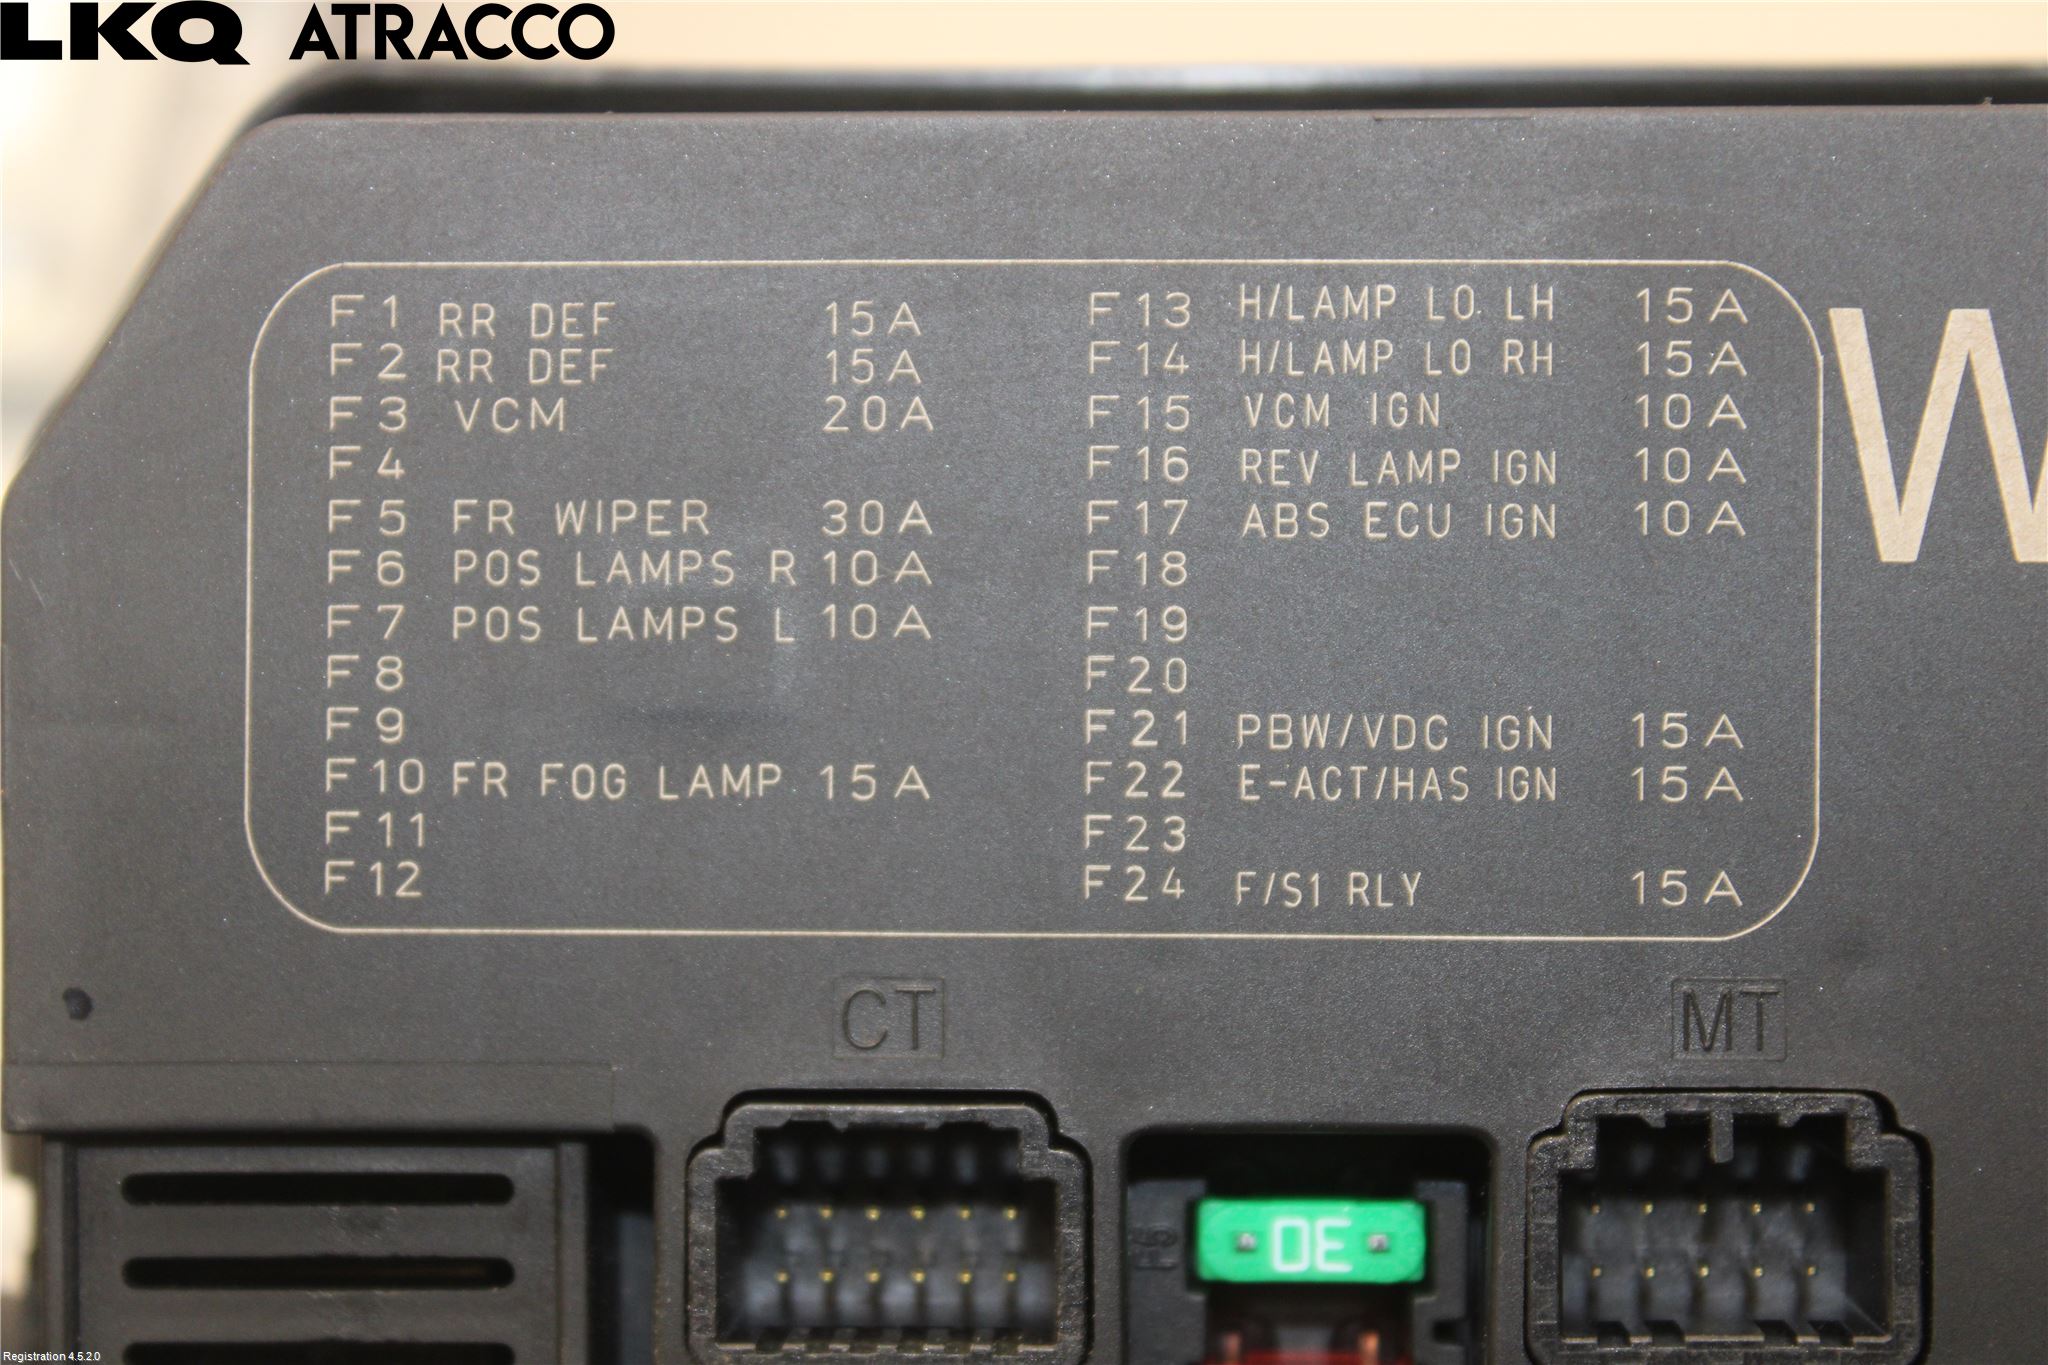 LKQ ATRACCO
F1 RR DEF 15A
F2 RR DEF 15A
F3 VCM 20A
F4
F5 FR WIPER 30A
F6 POS LAMPS R 10A
F7 POS LAMPS L 10A
F8
F9
F10 FR FOG LAMP 15A
F11
F12
F13 H/LAMP LO LH 15A
F14 H/LAMP LO RH 15A
F15 VCM IGN 10A
F16 REV LAMP IGN 10A
F17 ABS ECU IGN 10A
F18
F19
F20
F21 PBW/VDC IGN 15A
F22 E-ACT/HAS IGN 15A
F23
F24 F/S1 RLY 15A
W
CT
MT
30
F5
Registration 4.5.2.0